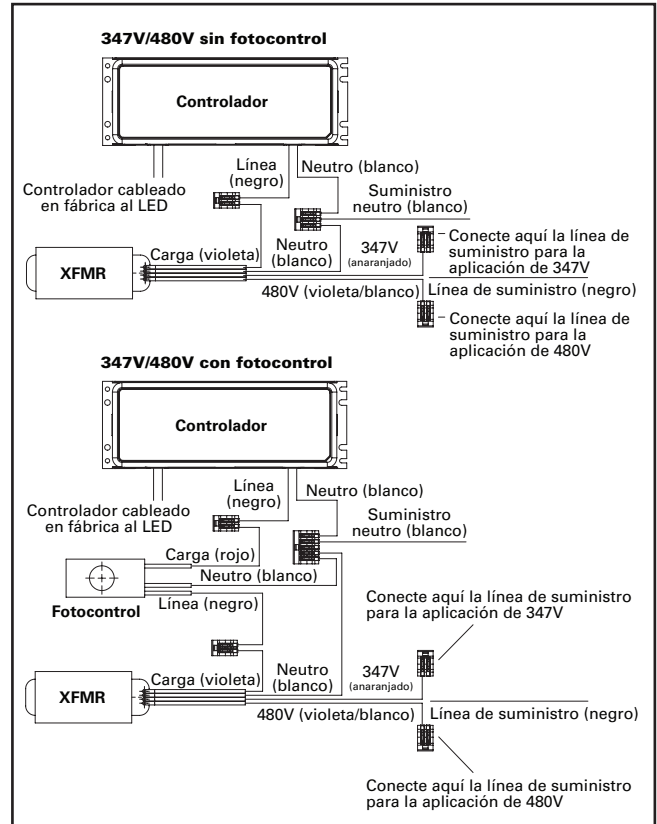 347V/480V sin fotocontrol
Controlador
Línea
(negro)
Neutro (blanco)
Controlador cableado
en fábrica al LED
Suministro
neutro (blanco)
Carga (violeta)
Neutro
(blanco)
347V
(anaranjado)
Conecte aquí la línea de
suministro para la
aplicación de 347V
XFMR
480V (violeta/blanco)
Línea de suministro (negro)
Conecte aquí la línea de
suministro para la
aplicación de 480V
347V/480V con fotocontrol
Controlador
Línea
(negro)
Neutro (blanco)
Controlador cableado
en fábrica al LED
Suministro
neutro (blanco)
Carga (rojo)
Neutro (blanco)
Fotocontrol
Línea (negro)
Conecte aquí la línea de suministro
para la aplicación de 347V
Carga (violeta)
Neutro
(blanco)
347V
(anaranjado)
XFMR
480V (violeta/blanco)
Línea de suministro (negro)
Conecte aquí la línea de suministro
para la aplicación de 480V